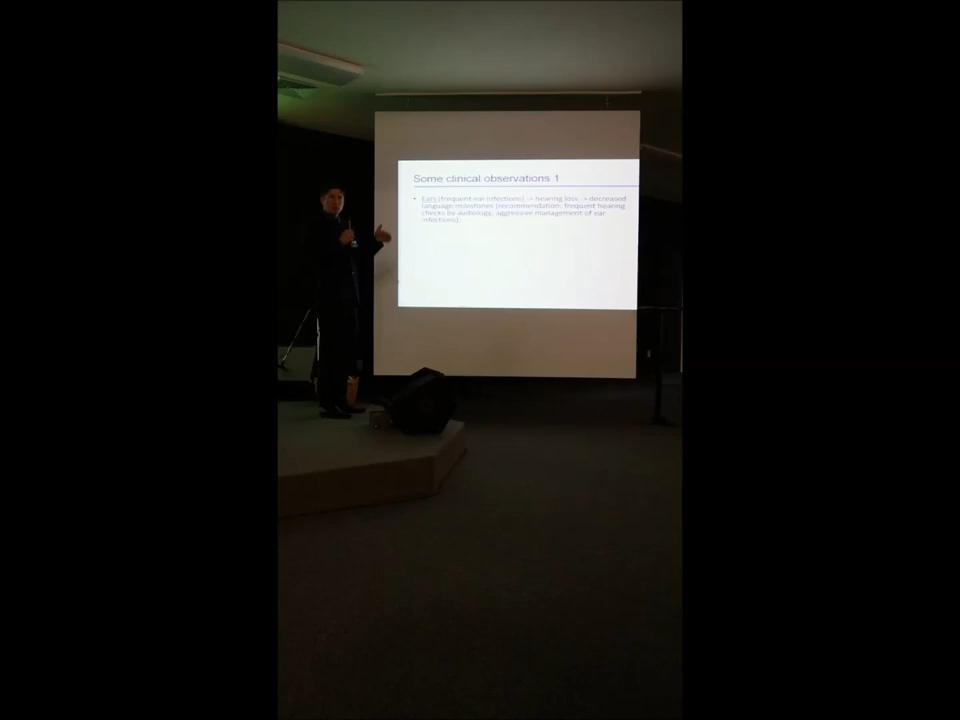 Some clinical observations 1
• Ears (frequent ear infections) -> hearing loss -> decreased
language milestones (recommendation: frequent hearing
checks by audiology, aggressive management of ear
infections).